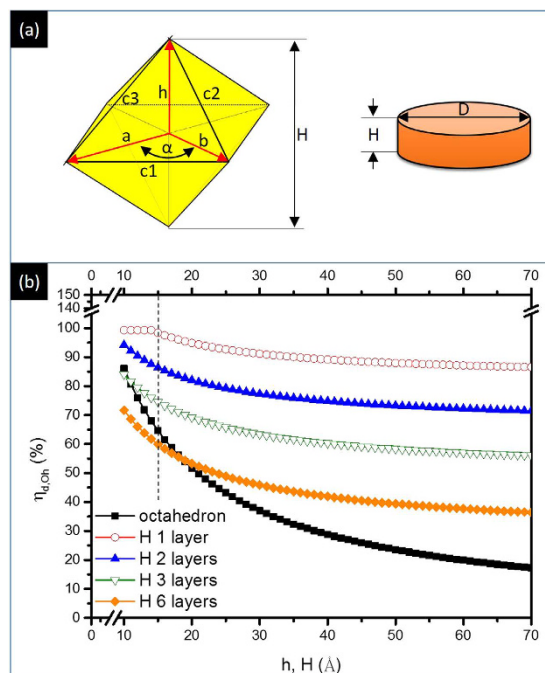 (a)
h
H
c3
c2
a
b
α
c1
D
H
(b)
0 10 20 30 40 50 60 70
150
140
100
90
80
70
60
50
40
30
20
10
0
η d,Oh (%)
octahedron
H 1 layer
H 2 layers
H 3 layers
H 6 layers
0 10 20 30 40 50 60 70
h, H (Å)